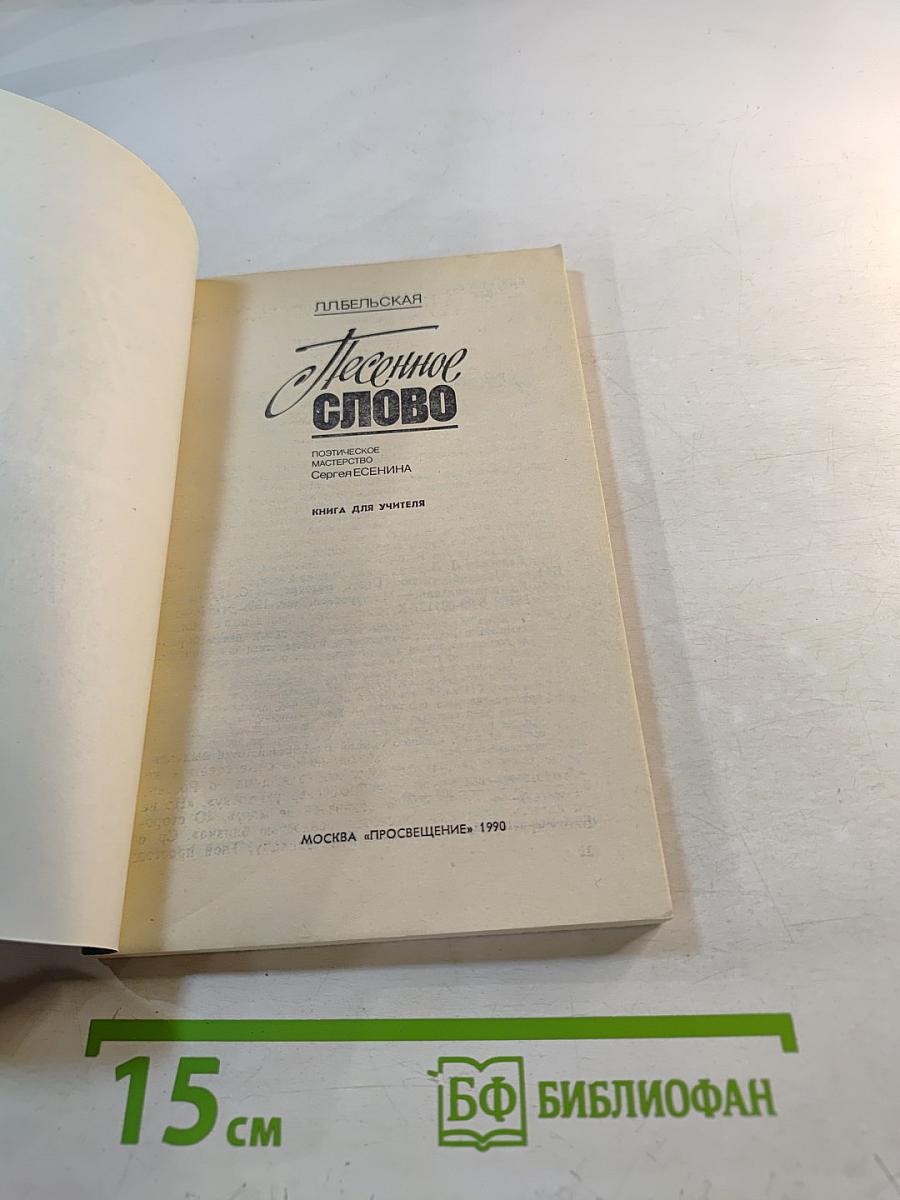 Л.Л.БЕЛЬСКАЯ
Песенное
СЛОВО
ПОЭТИЧЕСКОЕ
МАСТЕРСТВО
Сергея ЕСЕНИНА
КНИГА ДЛЯ УЧИТЕЛЯ
МОСКВА «ПРОСВЕЩЕНИЕ» 1990
15 см
БФ БИБЛИОФАН